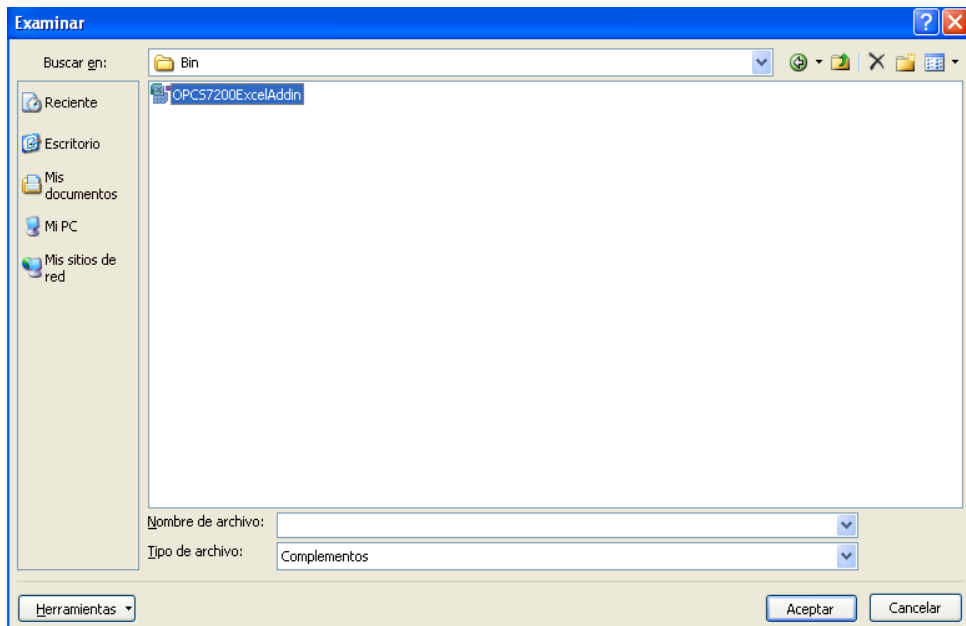 Examinar
Buscar en:
Bin
OPCS7200ExcelAddin
Reciente
Escritorio
Mis
documentos
Mi PC
Mis sitios de
red
Nombre de archivo:
Tipo de archivo:
Complementos
Herramientas
Aceptar
Cancelar